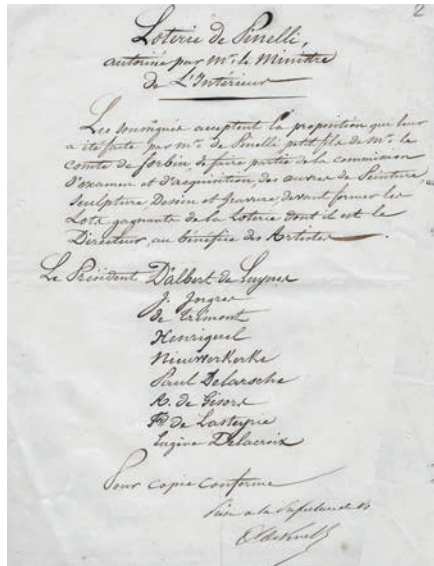 2
Loterie de Pinelli,
autorisée par Mr. le Ministre
de L'Intérieur
Les soussignés acceptent la proposition qui leur
a été faite par Mr. de Pinelli petit fils de Mr. le
comte de Forbin de faire partie de la commission
d'examen et d'acquisition, des œuvres de Peinture
Sculpture, Dessin et Gravure, devant former les
Lots gagnants de la Loterie dont il est le
Directeur, au bénéfice des Artistes
Le Président D'albert de Luynes
J. Ingres
de Trémont
Henriquel
Nieuwerkerke
Paul Delaroche
A. de Gisors
Fd de Lasteyrie
Eugène Delacroix
Pour copie conforme
à la Préfecture de